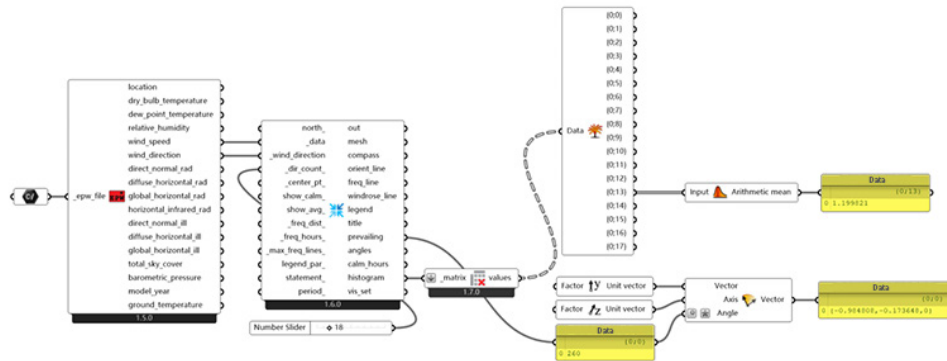 _epw_file
EPW
location
dry_bulb_temperature
dew_point_temperature
relative_humidity
wind_speed
wind_direction
direct_normal_rad
diffuse_horizontal_rad
global_horizontal_rad
horizontal_infrared_rad
direct_normal_ill
diffuse_horizontal_ill
global_horizontal_ill
total_sky_cover
barometric_pressure
model_year
ground_temperature
1.5.0
north_
_data
_wind_direction
_dir_count_
_center_pt_
show_calm_
show_avg_
_freq_dist_
_freq_hours_
_max_freq_lines_
legend_par_
statement_
period_
out
mesh
compass
orient_line
freq_line
windrose_line
legend
title
prevailing
angles
calm_hours
histogram
vis_set
1.6.0
Number Slider
18
_matrix
values
1.7.0
Data
{0;0}
{0;1}
{0;2}
{0;3}
{0;4}
{0;5}
{0;6}
{0;7}
{0;8}
{0;9}
{0;10}
{0;11}
{0;12}
{0;13}
{0;14}
{0;15}
{0;16}
{0;17}
Input
Arithmetic mean
Data
{0;13}
0 1.199821
Factor
y
Unit vector
Factor
z
Unit vector
Data
{0;0}
0 260
Vector
Axis
Angle
Vector
Data
{0;0}
0 {-0.984808,-0.173648,0}